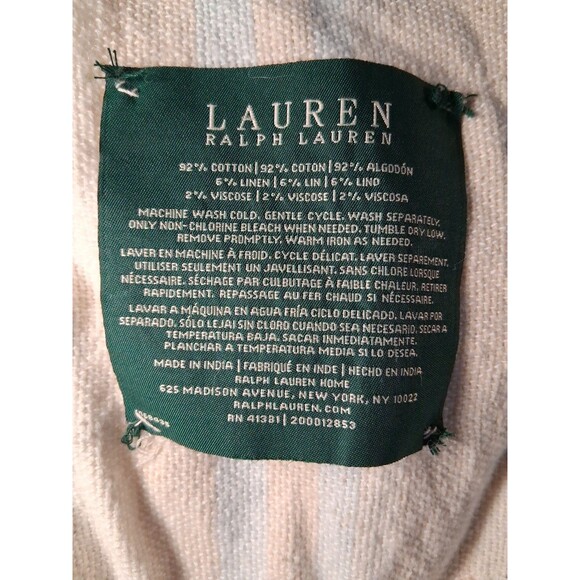 LAUREN
RALPH LAUREN
92% COTTON | 92% COTON | 92% ALGODÓN
6% LINEN | 6% LIN | 6% LINO
2% VISCOSE | 2% VISCOSE | 2% VISCOSA
MACHINE WASH COLD. GENTLE CYCLE. WASH SEPARATELY.
ONLY NON-CHLORINE BLEACH WHEN NEEDED. TUMBLE DRY LOW.
REMOVE PROMPTLY. WARM IRON AS NEEDED.
LAVER EN MACHINE À FROID. CYCLE DÉLICAT. LAVER SEPAREMENT.
UTILISER SEULEMENT UN JAVELLISANT. SANS CHLORE LORSQUE
NÉCESSAIRE. SÉCHAGE PAR CULBUTAGE À FAIBLE CHALEUR. RETIRER
RAPIDEMENT. REPASSAGE AU FER CHAUD SI NÉCESSAIRE.
LAVAR A MÁQUINA EN AGUA FRÍA CICLO DELICADO. LAVAR POR
SEPARADO. SÓLO LEJAI SIN CLORO CUANDO SEA NECESARIO. SECAR A
TEMPERATURA BAJA. SACAR INMEDIATAMENTE.
PLANCHAR A TEMPERATURA MEDIA SI LO DESEA.
MADE IN INDIA | FABRIQUÉ EN INDE | HECHO EN INDIA
RALPH LAUREN HOME
625 MADISON AVENUE, NEW YORK, NY 10022
RALPHLAUREN.COM
RN 41381 | 200012853